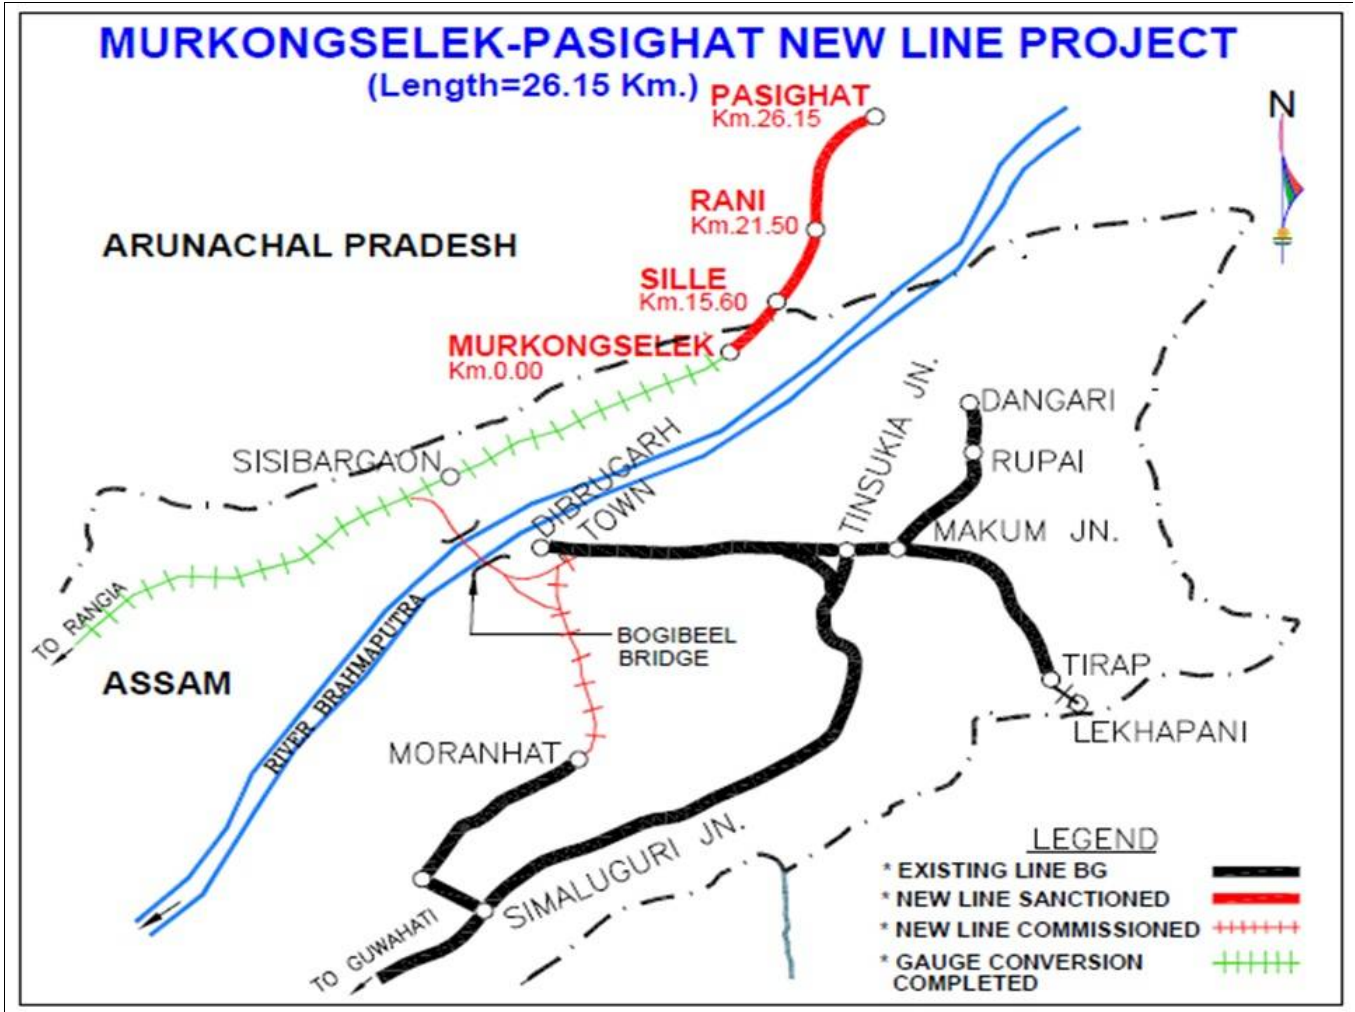 MURKONGSELEK-PASIGHAT NEW LINE PROJECT
(Length=26.15 Km.)
PASIGHAT
Km.26.15
N
RANI
Km.21.50
ARUNACHAL PRADESH
SILLE
Km.15.60
MURKONGSELEK
Km.0.00
DANGARI
SISIBARGAON
RUPAI
DIBRUGARH
TOWN
TINSUKIA JN.
MAKUM JN.
TO RANGIA
BOGIBEEL
BRIDGE
RIVER BRAHMAPUTRA
ASSAM
TIRAP
LEKHAPANI
MORANHAT
SIMALUGURI JN.
TO GUWAHATI
LEGEND
* EXISTING LINE BG
* NEW LINE SANCTIONED
* NEW LINE COMMISSIONED
* GAUGE CONVERSION
COMPLETED